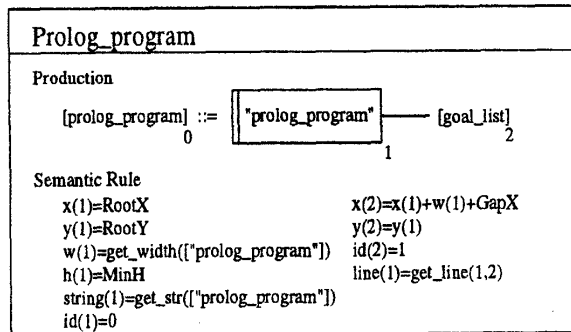 Prolog_program
Production
[prolog_program] ::= "prolog_program" [goal_list]
0 1 2
Semantic Rule
x(1)=RootX x(2)=x(1)+w(1)+GapX
y(1)=RootY y(2)=y(1)
w(1)=get_width(["prolog_program"]) id(2)=1
h(1)=MinH line(1)=get_line(1,2)
string(1)=get_str(["prolog_program"])
id(1)=0